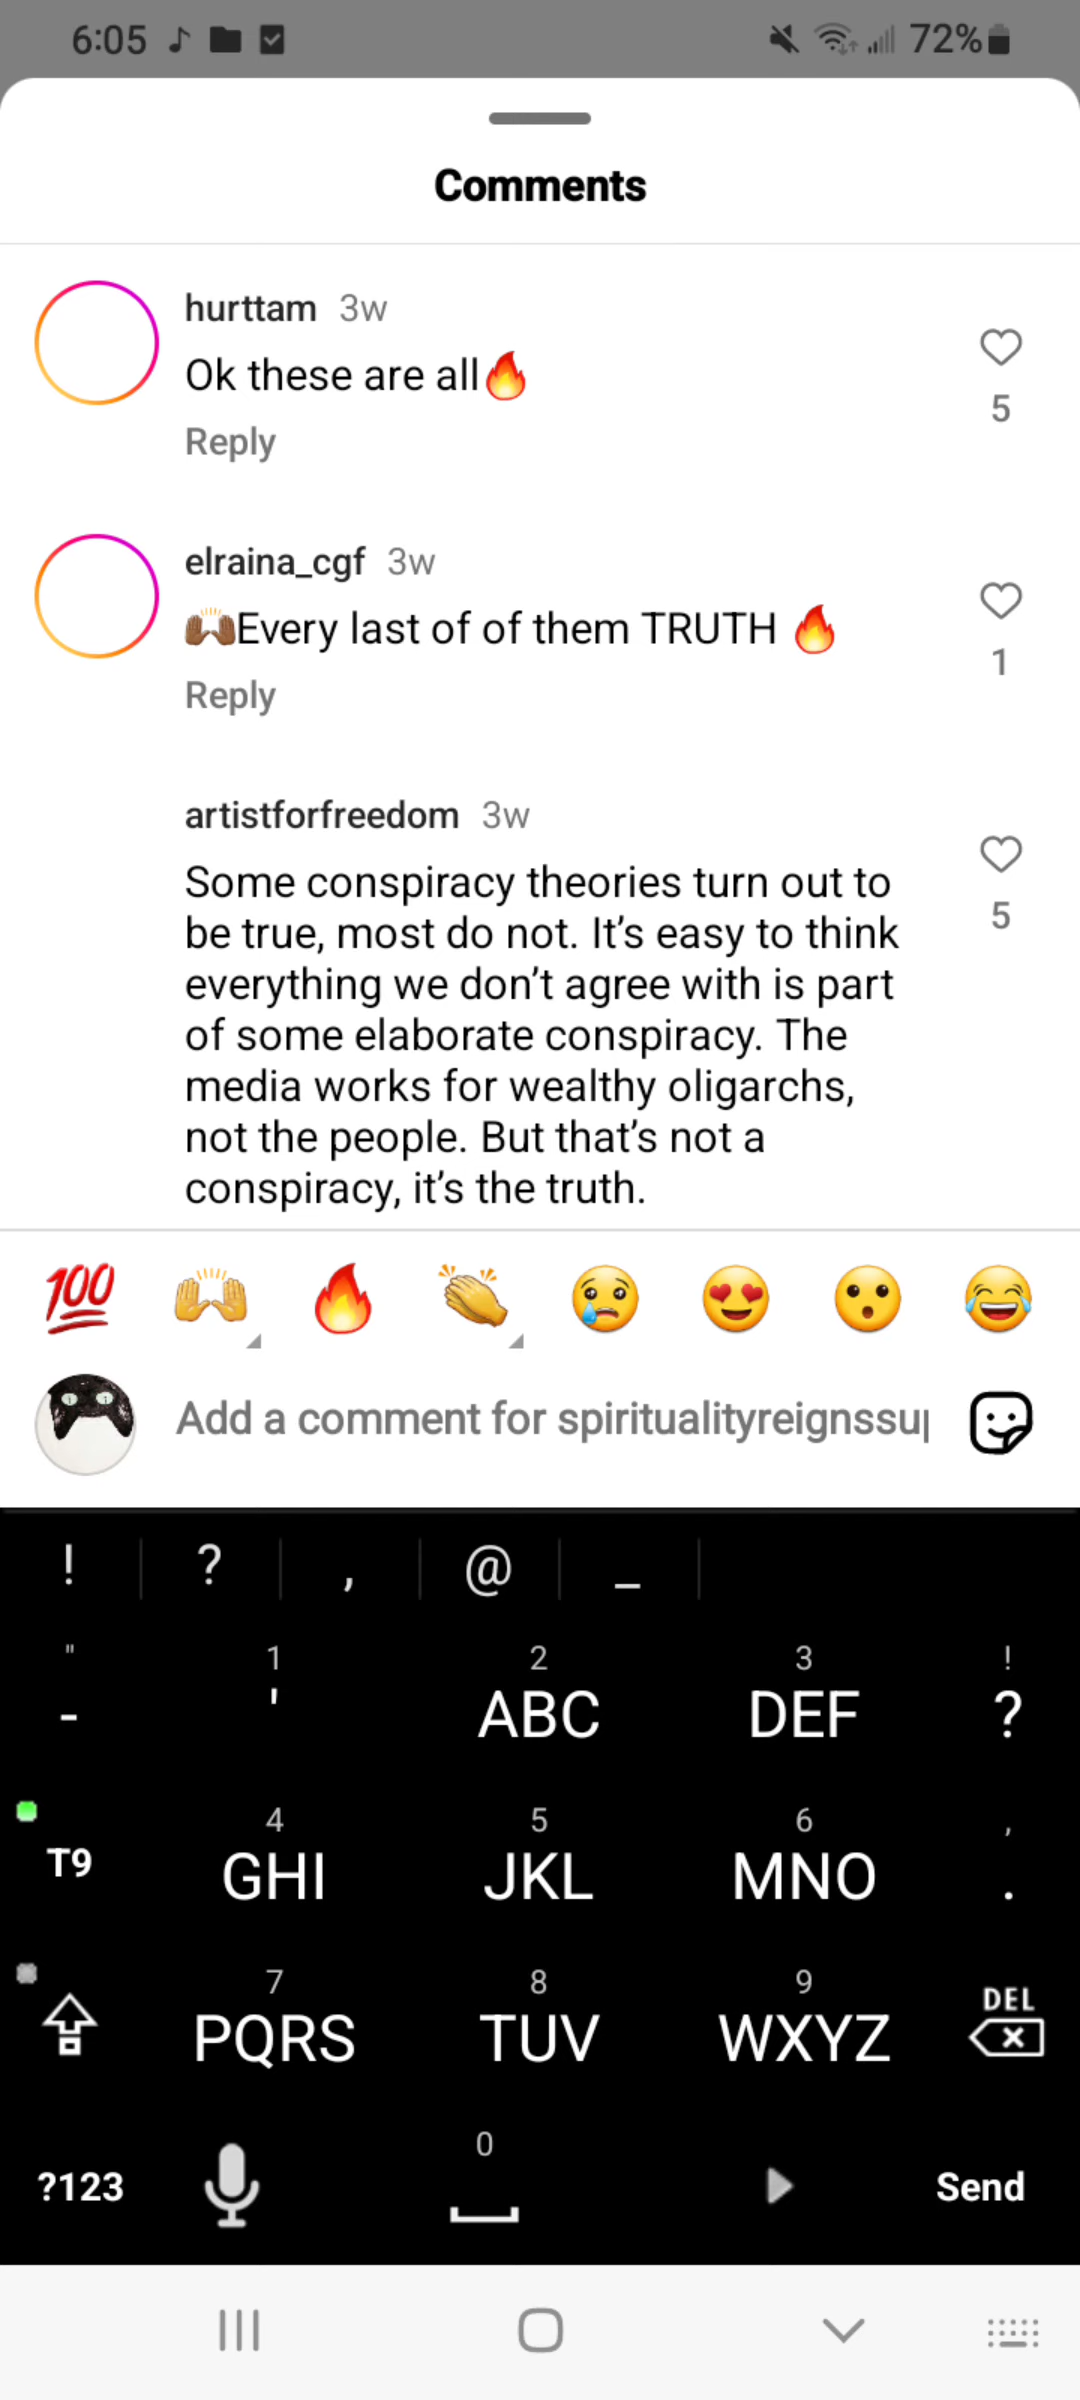 6:05
72%
Comments
hurttam 3w
Ok these are all🔥
5
Reply
elraina_cgf 3w
🙌🏾Every last of of them TRUTH 🔥
1
Reply
artistforfreedom 3w
Some conspiracy theories turn out to
be true, most do not. It’s easy to think
everything we don’t agree with is part
of some elaborate conspiracy. The
media works for wealthy oligarchs,
not the people. But that’s not a
conspiracy, it’s the truth.
5
💯 🙌 🔥 👏 😢 😍 😮 😂
Add a comment for spiritualityreignssu
! ? , @ _
" 1 2 3 !
- ' ABC DEF ?
4 5 6 ,
T9 GHI JKL MNO .
7 8 9 DEL
PQRS TUV WXYZ
0
?123 Send